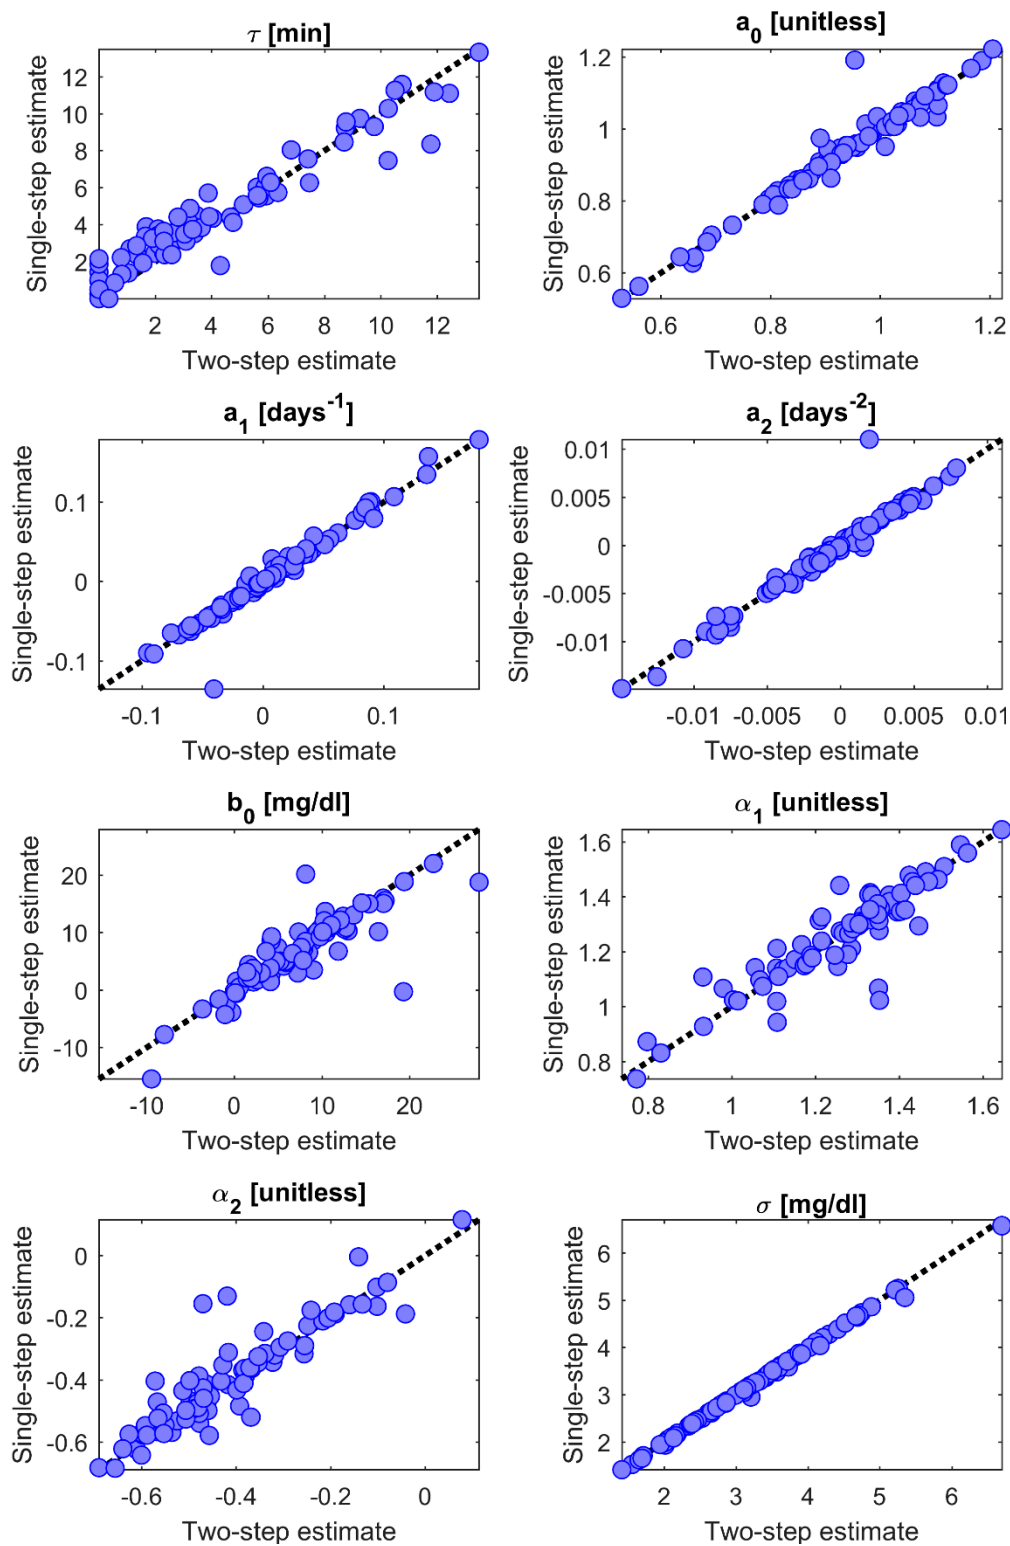 τ [min]
12
10
8
6
4
2
2 4 6 8 10 12
Single-step estimate
Two-step estimate
a0 [unitless]
1.2
1
0.8
0.6
0.6 0.8 1 1.2
Single-step estimate
Two-step estimate
a1 [days-1]
0.1
0
-0.1
-0.1 0 0.1
Single-step estimate
Two-step estimate
a2 [days-2]
0.01
0.005
0
-0.005
-0.01
-0.01 -0.005 0 0.005 0.01
Single-step estimate
Two-step estimate
b0 [mg/dl]
20
10
0
-10
-10 0 10 20
Single-step estimate
Two-step estimate
α1 [unitless]
1.6
1.4
1.2
1
0.8
0.8 1 1.2 1.4 1.6
Single-step estimate
Two-step estimate
α2 [unitless]
0
-0.2
-0.4
-0.6
-0.6 -0.4 -0.2 0
Single-step estimate
Two-step estimate
σ [mg/dl]
6
5
4
3
2
2 3 4 5 6
Single-step estimate
Two-step estimate